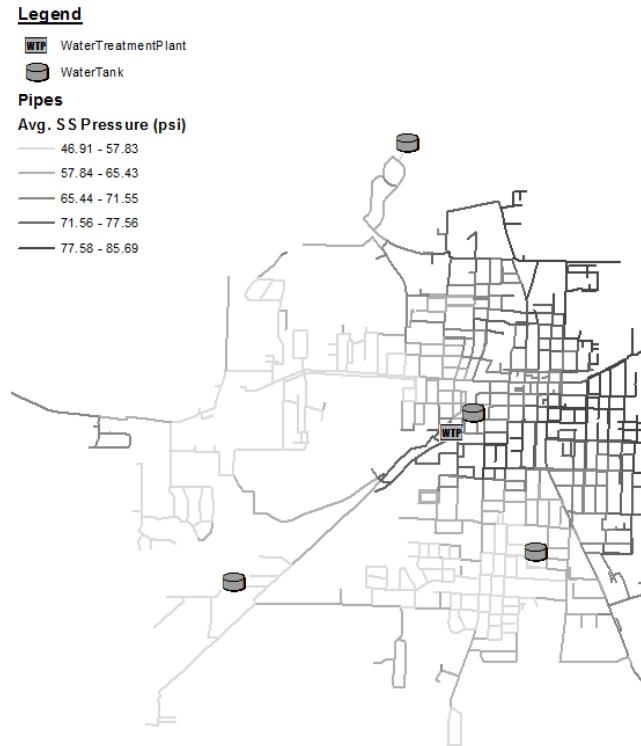 Legend
WTP WaterTreatmentPlant
WaterTank
Pipes
Avg. SS Pressure (psi)
46.91 - 57.83
57.84 - 65.43
65.44 - 71.55
71.56 - 77.56
77.58 - 85.69
WTP